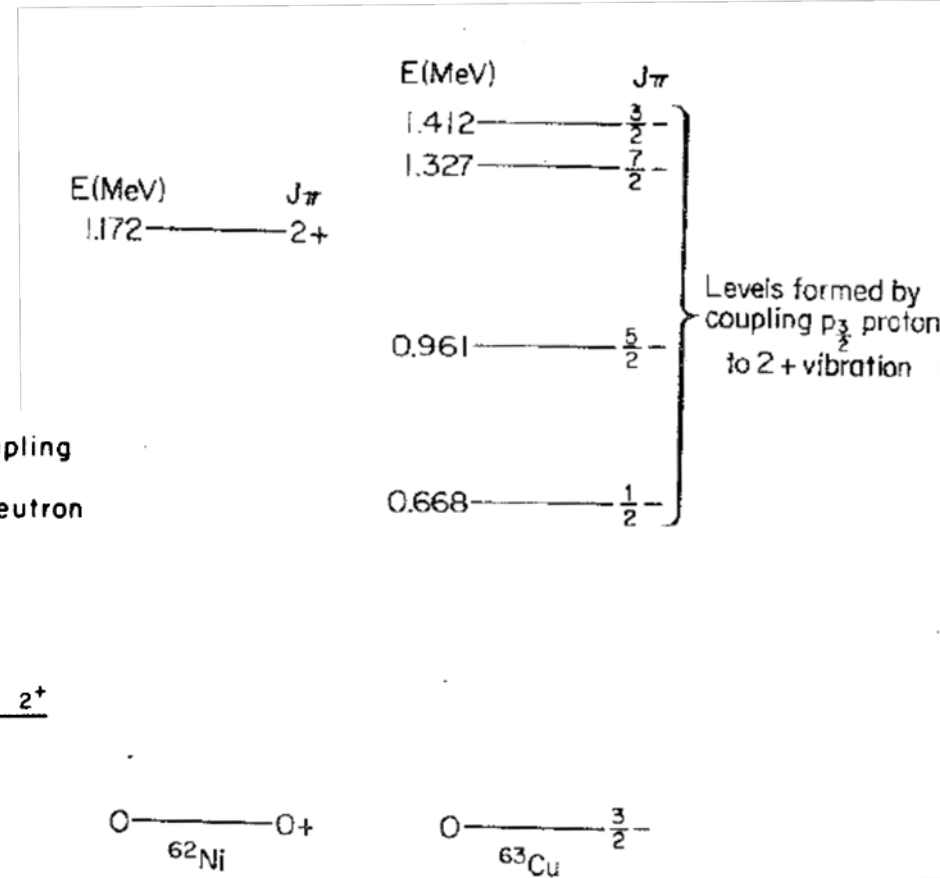 E(MeV) Jπ
1.412 3/2 -
1.327 7/2 -
E(MeV) Jπ
1.172 2+
Levels formed by
coupling p3/2 proton
to 2 + vibration
0.961 5/2 -
pling
0.668 1/2 -
eutron
2+
0 0+
62Ni
0 3/2 -
63Cu